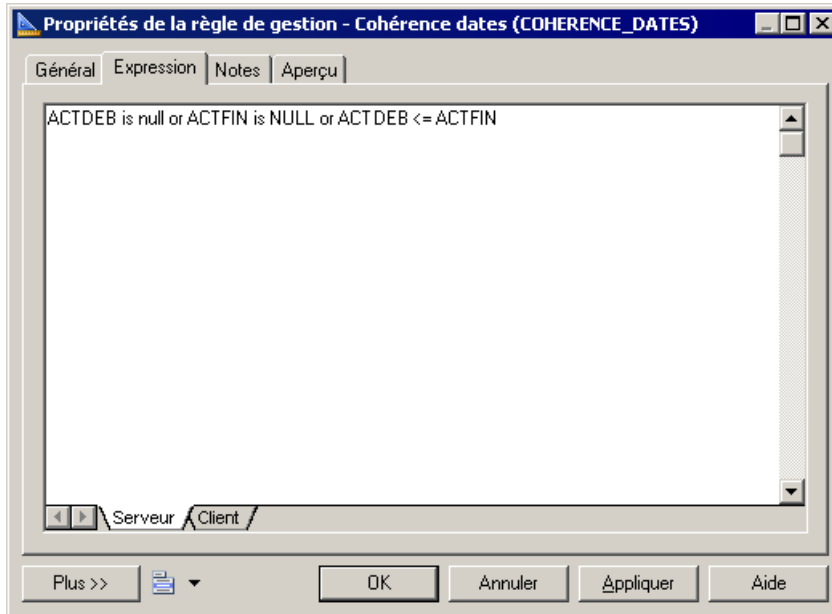 Propriétés de la règle de gestion - Cohérence dates (COHERENCE_DATES)
Général Expression Notes Aperçu
ACTDEB is null or ACTFIN is NULL or ACTDEB <= ACTFIN
Serveur Client
Plus >> OK Annuler Appliquer Aide